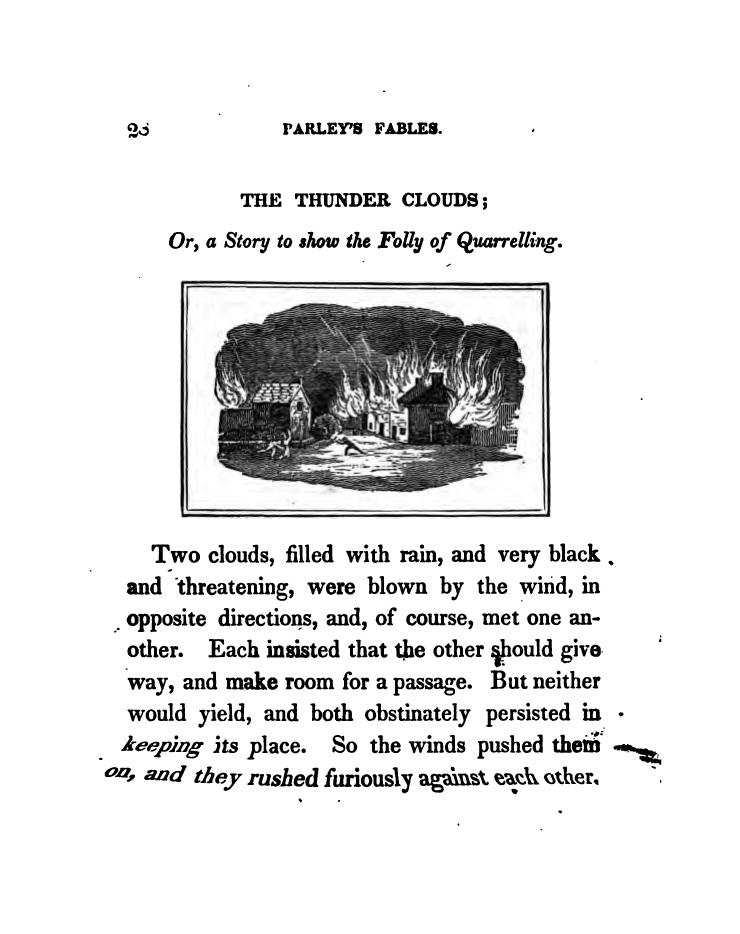 PARLEY'S FABLES.
THE THUNDER CLOUDS;
Or, a Story to show the Folly of Quarrelling.
Two clouds, filled with rain, and very black
and threatening, were blown by the wind, in
opposite directions, and, of course, met one an-
other. Each insisted that the other should give
way, and make room for a passage. But neither
would yield, and both obstinately persisted in
keeping its place. So the winds pushed them
on, and they rushed furiously against each other.